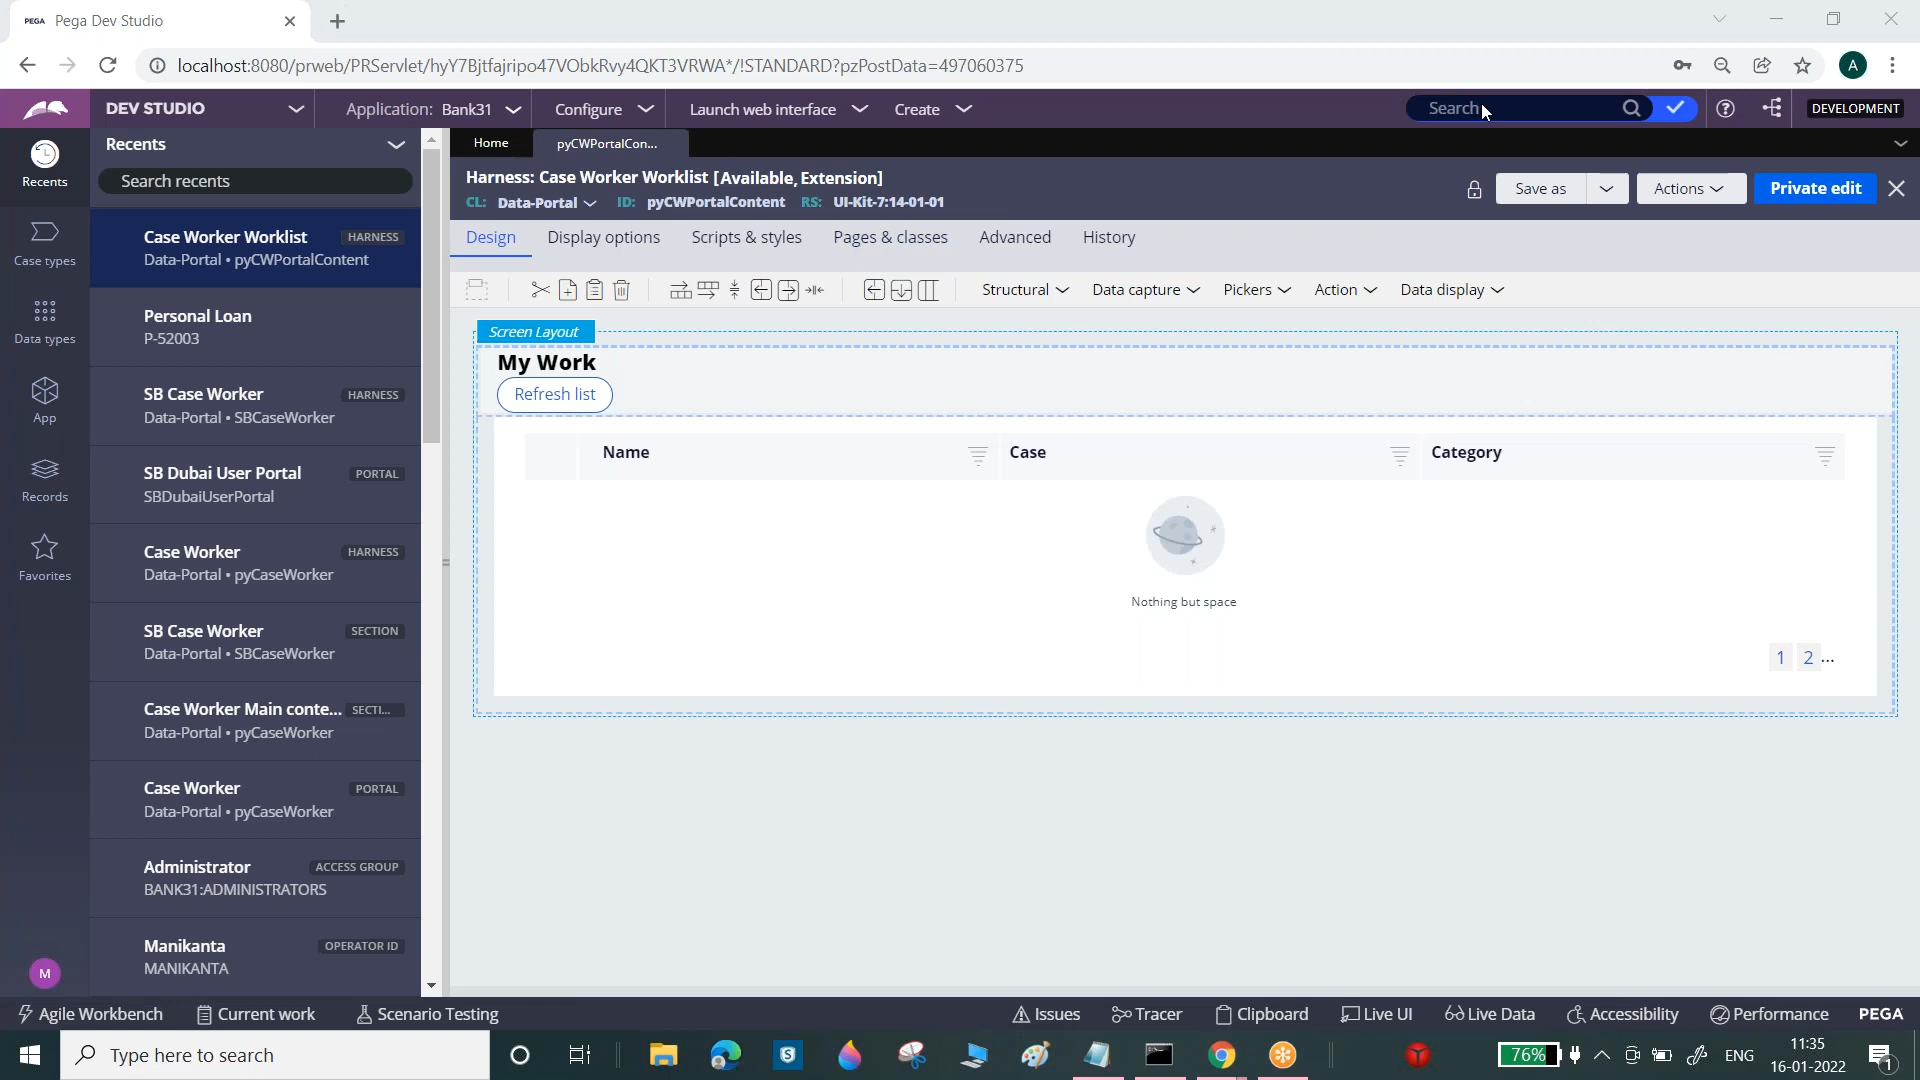 PEGA Pega Dev Studio
localhost:8080/prweb/PRServlet/hyY7Bjtfajripo47VObkRvy4QKT3VRWA*/!STANDARD?pzPostData=497060375
A
DEV STUDIO
Application: Bank31
Configure
Launch web interface
Create
Search
DEVELOPMENT
Recents
Case types
Data types
App
Records
Favorites
M
Recents
Search recents
Case Worker Worklist HARNESS
Data-Portal • pyCWPortalContent
Personal Loan
P-52003
SB Case Worker HARNESS
Data-Portal • SBCaseWorker
SB Dubai User Portal PORTAL
SBDubaiUserPortal
Case Worker HARNESS
Data-Portal • pyCaseWorker
SB Case Worker SECTION
Data-Portal • SBCaseWorker
Case Worker Main conte... SECTI...
Data-Portal • pyCaseWorker
Case Worker PORTAL
Data-Portal • pyCaseWorker
Administrator ACCESS GROUP
BANK31:ADMINISTRATORS
Manikanta OPERATOR ID
MANIKANTA
Home pyCWPortalCon...
Harness: Case Worker Worklist [Available, Extension]
CL: Data-Portal ID: pyCWPortalContent RS: UI-Kit-7:14-01-01
Save as Actions Private edit
Design Display options Scripts & styles Pages & classes Advanced History
Structural Data capture Pickers Action Data display
Screen Layout
My Work
Refresh list
Name Case Category
Nothing but space
1 2 ...
Agile Workbench Current work Scenario Testing
Issues Tracer Clipboard Live UI Live Data Accessibility Performance PEGA
Type here to search
76%
ENG
11:35
16-01-2022
1